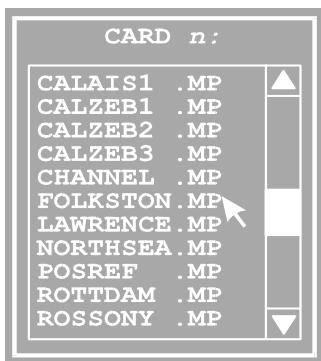 CARD n:
CALAIS1 .MP
CALZEB1 .MP
CALZEB2 .MP
CALZEB3 .MP
CHANNEL .MP
FOLKSTON.MP
LAWRENCE.MP
NORTHSEA.MP
POSREF .MP
ROTTDAM .MP
ROSSONY .MP